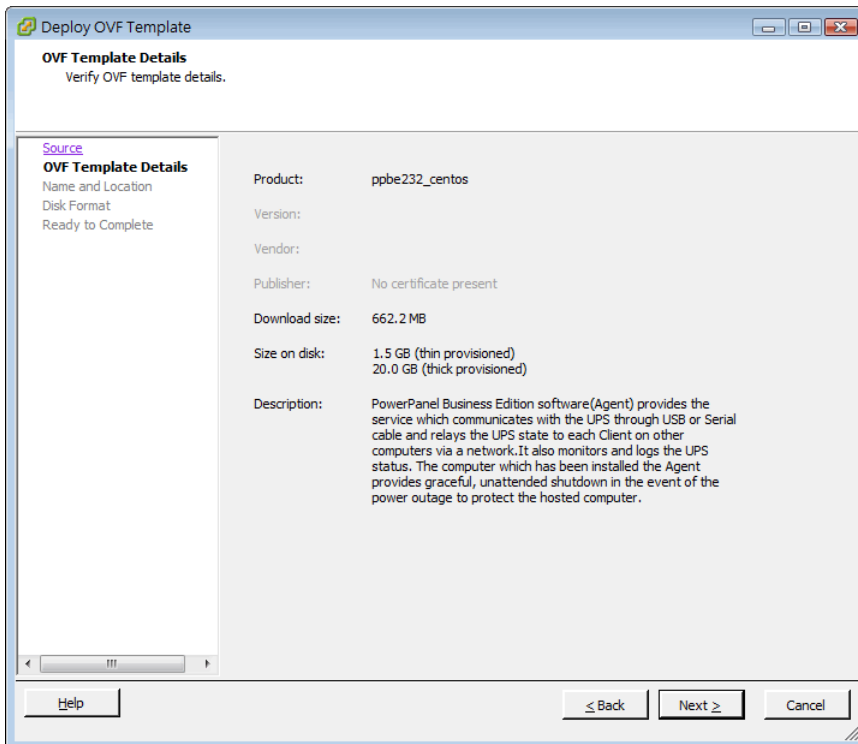 Deploy OVF Template
OVF Template Details
Verify OVF template details.
Source
OVF Template Details
Name and Location
Disk Format
Ready to Complete
Product: ppbe232_centos
Version:
Vendor:
Publisher: No certificate present
Download size: 662.2 MB
Size on disk: 1.5 GB (thin provisioned)
20.0 GB (thick provisioned)
Description: PowerPanel Business Edition software(Agent) provides the
service which communicates with the UPS through USB or Serial
cable and relays the UPS state to each Client on other
computers via a network.It also monitors and logs the UPS
status. The computer which has been installed the Agent
provides graceful, unattended shutdown in the event of the
power outage to protect the hosted computer.
Help
< Back
Next >
Cancel